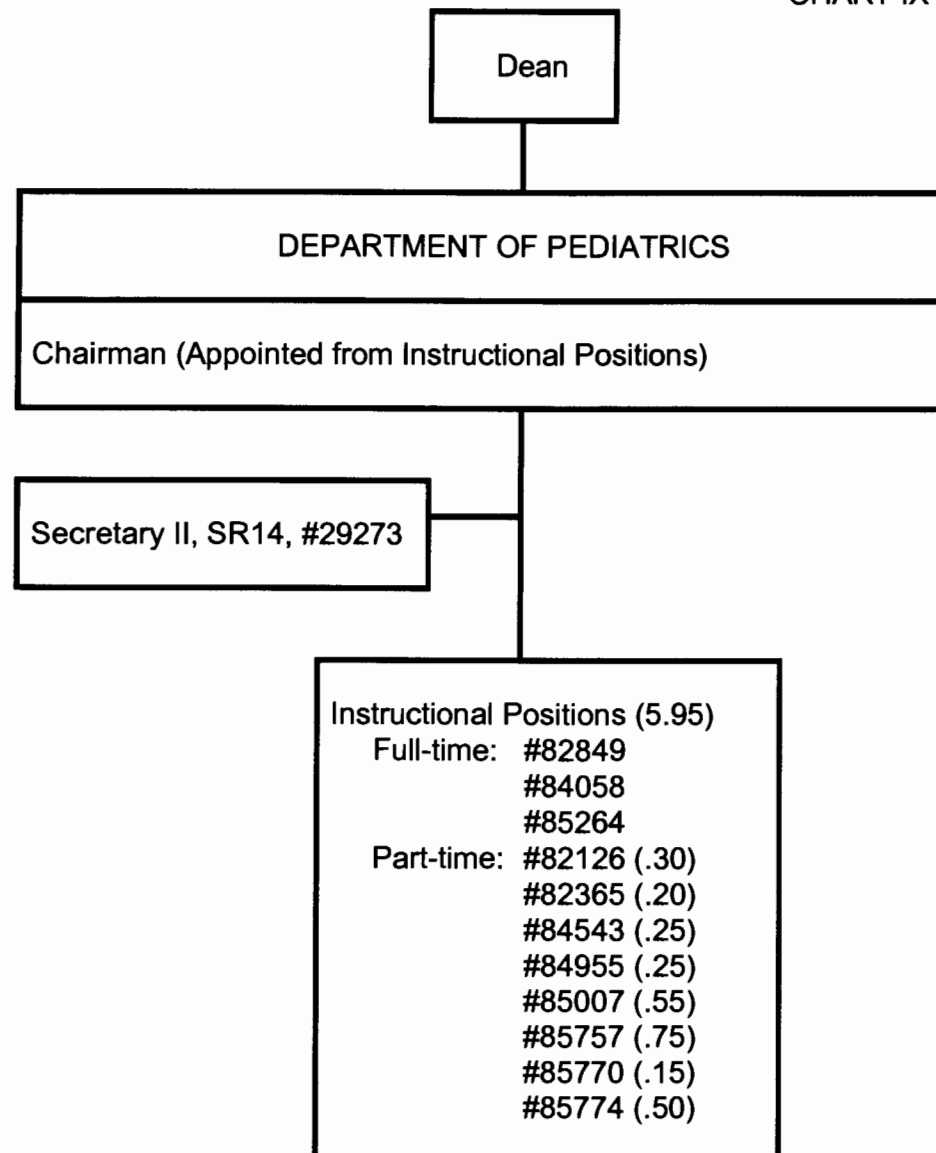 CHART IX
Dean
DEPARTMENT OF PEDIATRICS
Chairman (Appointed from Instructional Positions)
Secretary II, SR14, #29273
Instructional Positions (5.95)
Full-time: #82849
#84058
#85264
Part-time: #82126 (.30)
#82365 (.20)
#84543 (.25)
#84955 (.25)
#85007 (.55)
#85757 (.75)
#85770 (.15)
#85774 (.50)